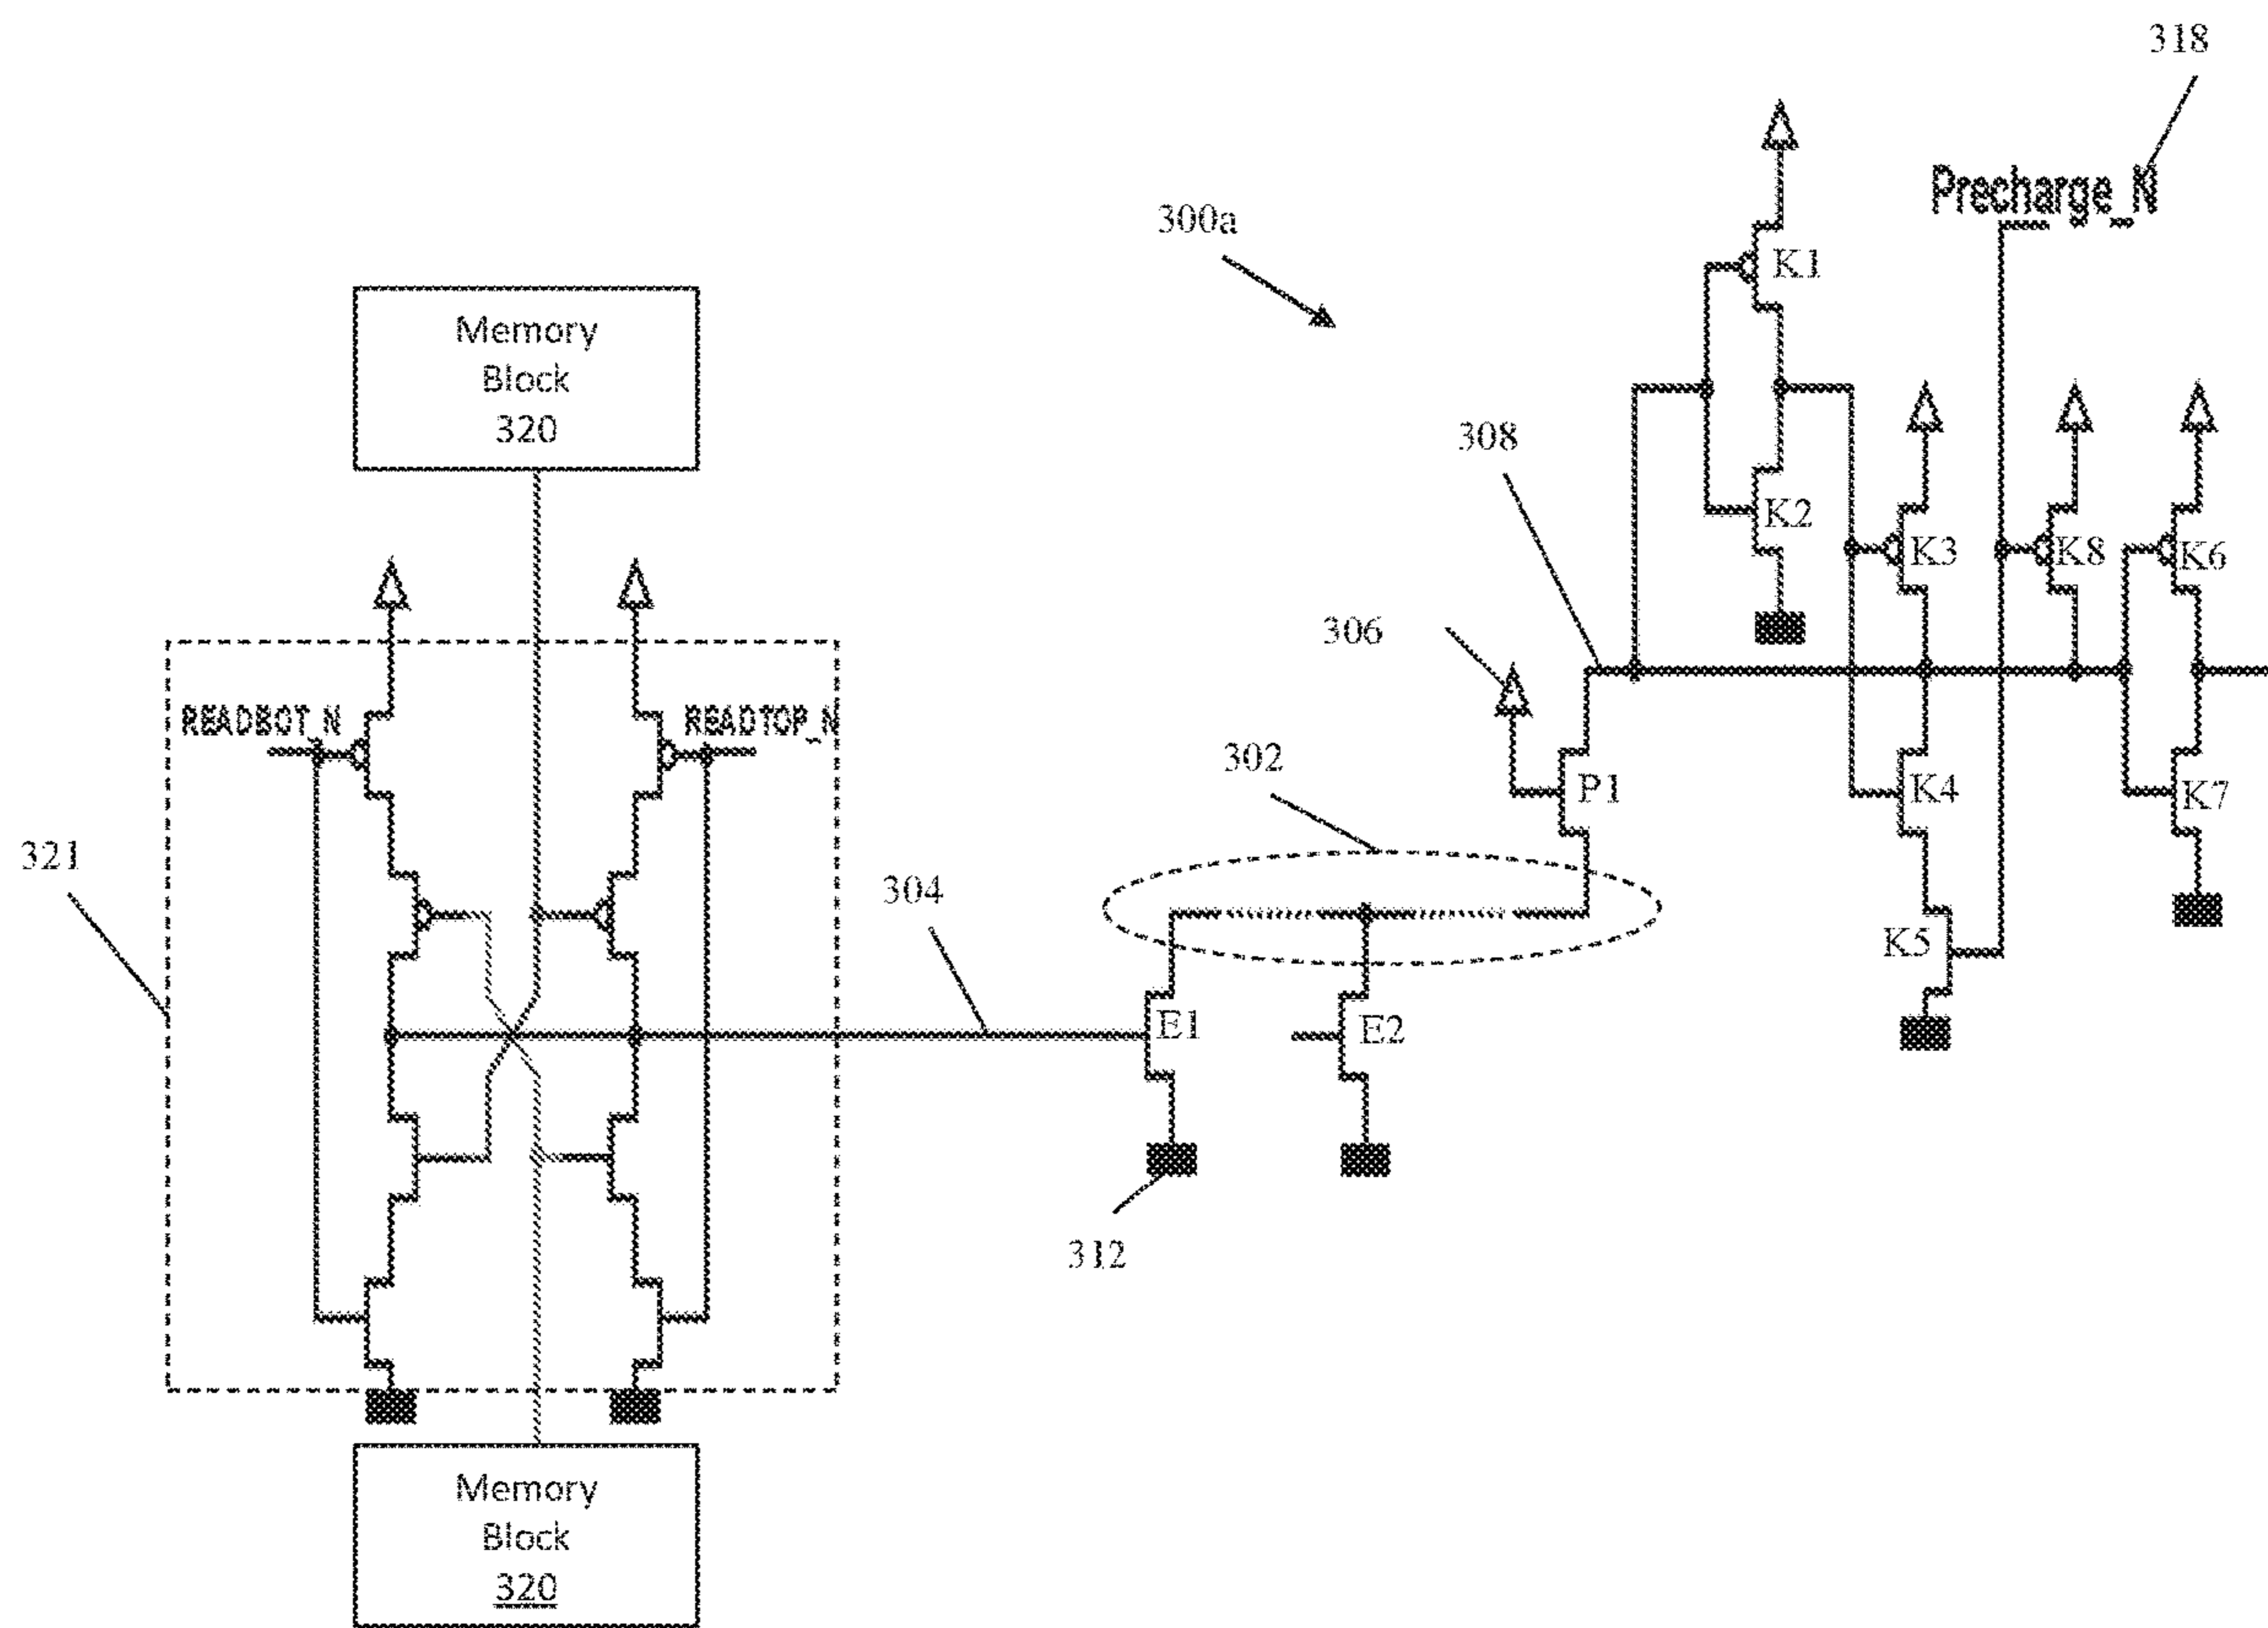 318
Precharge_N
300a
K1
Memory
Block
320
308
K2
K3
K8
K6
306
READBOT_N
READTOP_N
302
P1
K4
K7
321
304
K5
E1
E2
312
Memory
Block
320